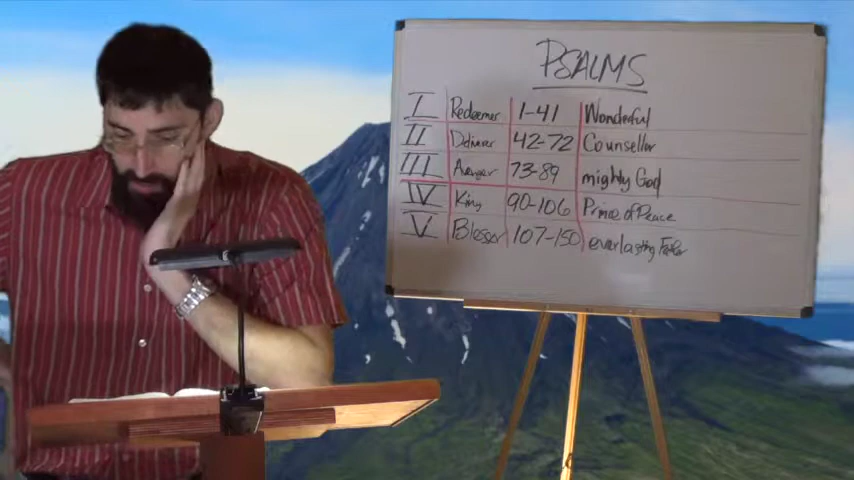 PSALMS
I Redeemer 1-41 Wonderful
II Deliverer 42-72 Counsellor
III Avenger 73-89 mighty God
IV King 90-106 Prince of Peace
V Blesser 107-150 everlasting Father